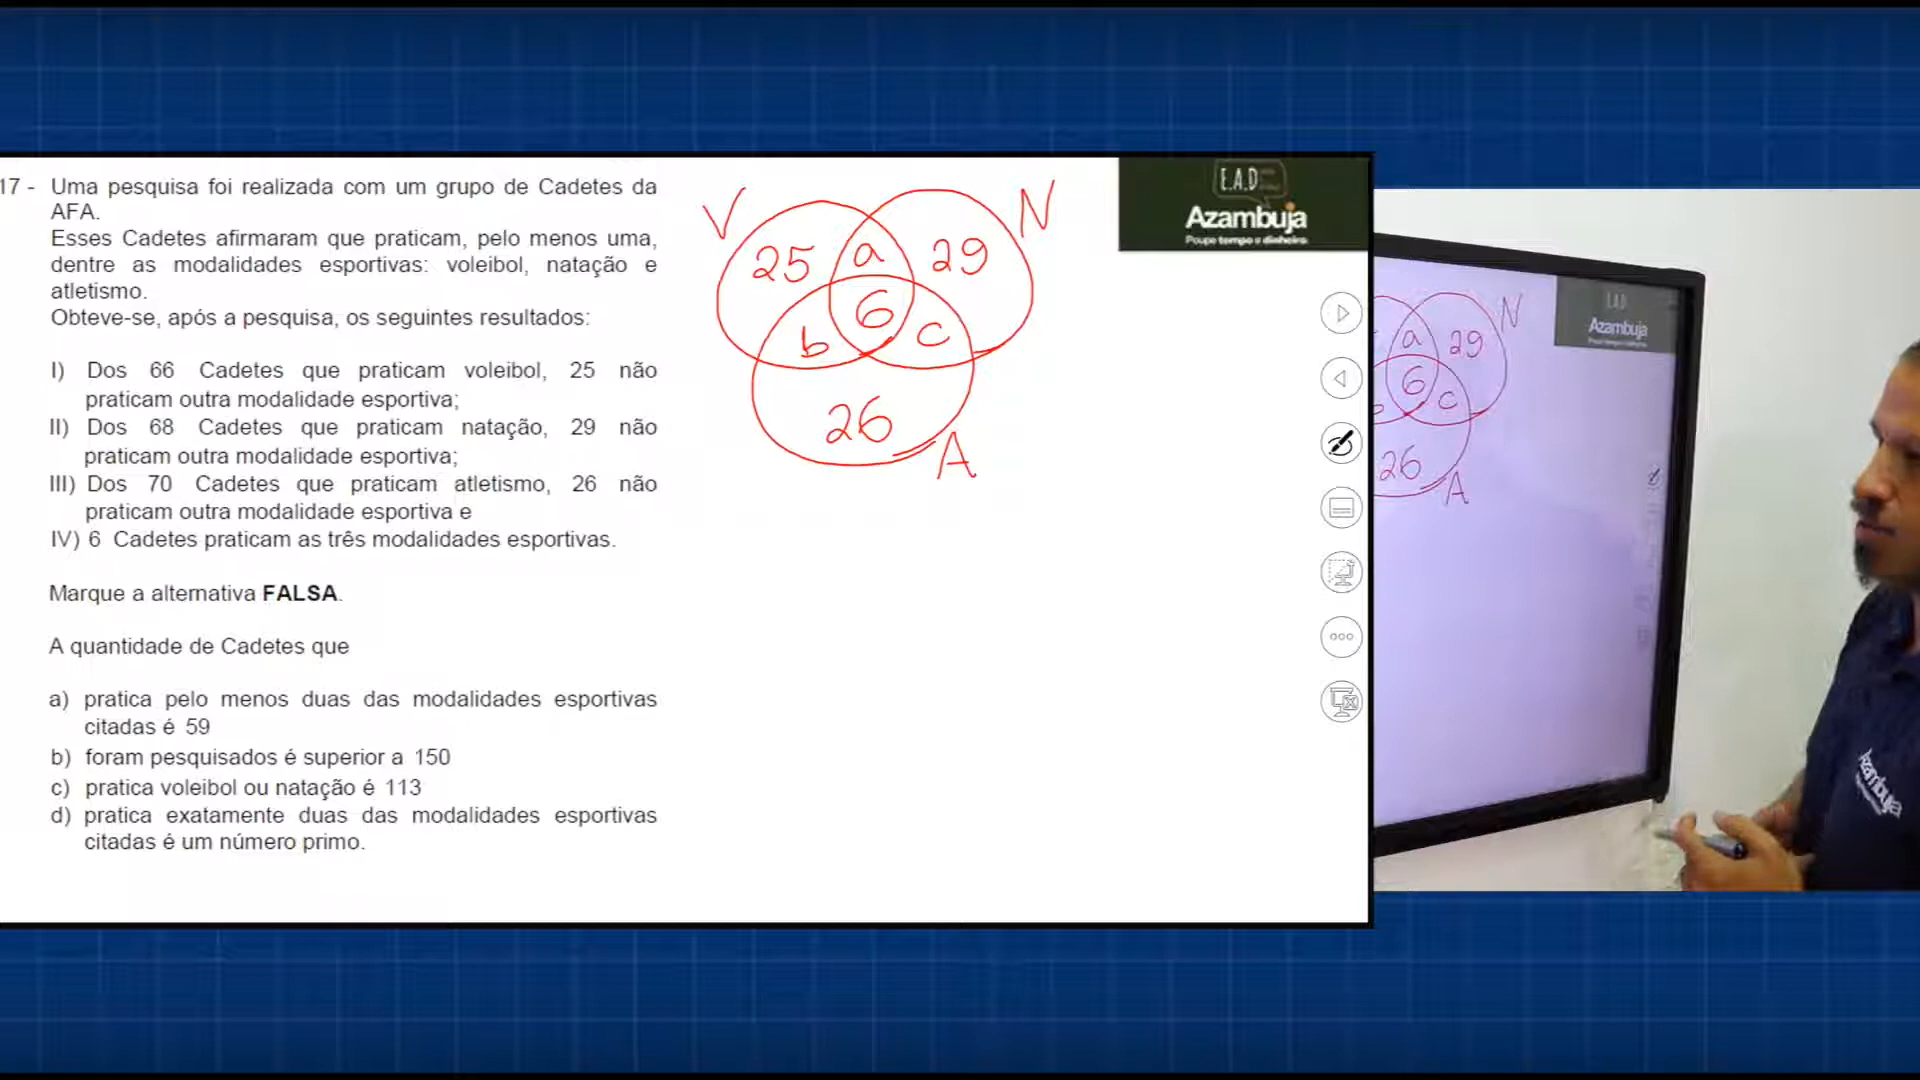 17 - Uma pesquisa foi realizada com um grupo de Cadetes da
AFA.
Esses Cadetes afirmaram que praticam, pelo menos uma,
dentre as modalidades esportivas: voleibol, natação e
atletismo.
Obteve-se, após a pesquisa, os seguintes resultados:
I) Dos 66 Cadetes que praticam voleibol, 25 não
praticam outra modalidade esportiva;
II) Dos 68 Cadetes que praticam natação, 29 não
praticam outra modalidade esportiva;
III) Dos 70 Cadetes que praticam atletismo, 26 não
praticam outra modalidade esportiva e
IV) 6 Cadetes praticam as três modalidades esportivas.
Marque a alternativa FALSA.
A quantidade de Cadetes que
a) pratica pelo menos duas das modalidades esportivas
citadas é 59
b) foram pesquisados é superior a 150
c) pratica voleibol ou natação é 113
d) pratica exatamente duas das modalidades esportivas
citadas é um número primo.
V N
25 a 29
6
b c
26
A
E.A.D
Azambuja
Poupe tempo e dinheiro.
N
a 29
6
c
26
A
E.A.D
Azambuja
Azambuja